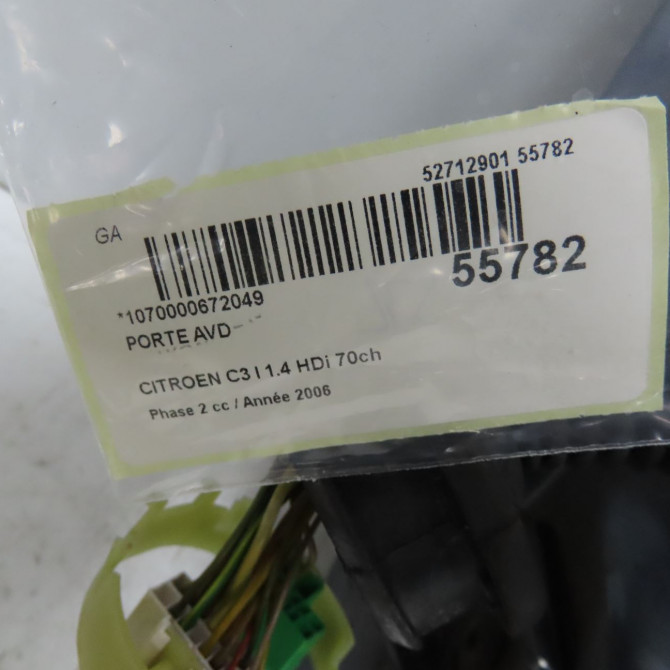 52712901 55782
GA
55782
*1070000672049
PORTE AVD
CITROEN C3 I 1.4 HDi 70ch
Phase 2 cc / Année 2006